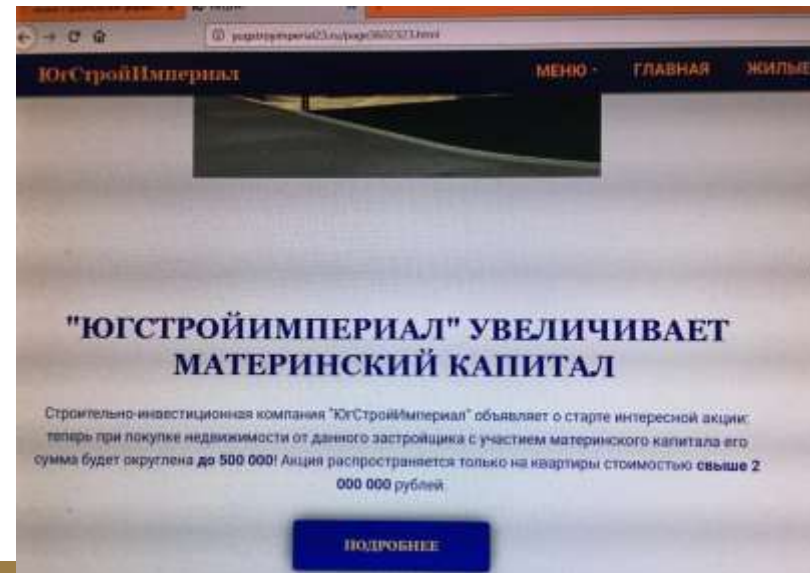 yugstroyimperial23.ru/page3602323.html
ЮгСтройИмпериал
МЕНЮ
ГЛАВНАЯ
ЖИЛЫЕ
"ЮГСТРОЙИМПЕРИАЛ" УВЕЛИЧИВАЕТ
МАТЕРИНСКИЙ КАПИТАЛ
Строительно-инвестиционная компания "ЮгСтройИмпериал" объявляет о старте интересной акции:
теперь при покупке недвижимости от данного застройщика с участием материнского капитала его
сумма будет округлена до 500 000! Акция распространяется только на квартиры стоимостью свыше 2
000 000 рублей.
ПОДРОБНЕЕ